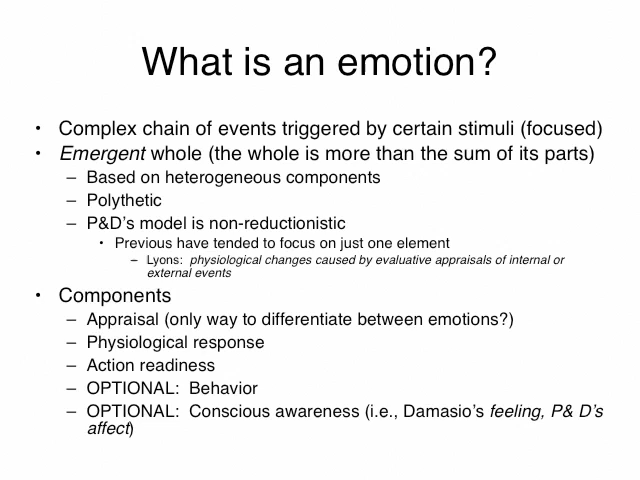 What is an emotion?
• Complex chain of events triggered by certain stimuli (focused)
• Emergent whole (the whole is more than the sum of its parts)
– Based on heterogeneous components
– Polythetic
– P&D's model is non-reductionistic
• Previous have tended to focus on just one element
– Lyons: physiological changes caused by evaluative appraisals of internal or
external events
• Components
– Appraisal (only way to differentiate between emotions?)
– Physiological response
– Action readiness
– OPTIONAL: Behavior
– OPTIONAL: Conscious awareness (i.e., Damasio's feeling, P& D's
affect)